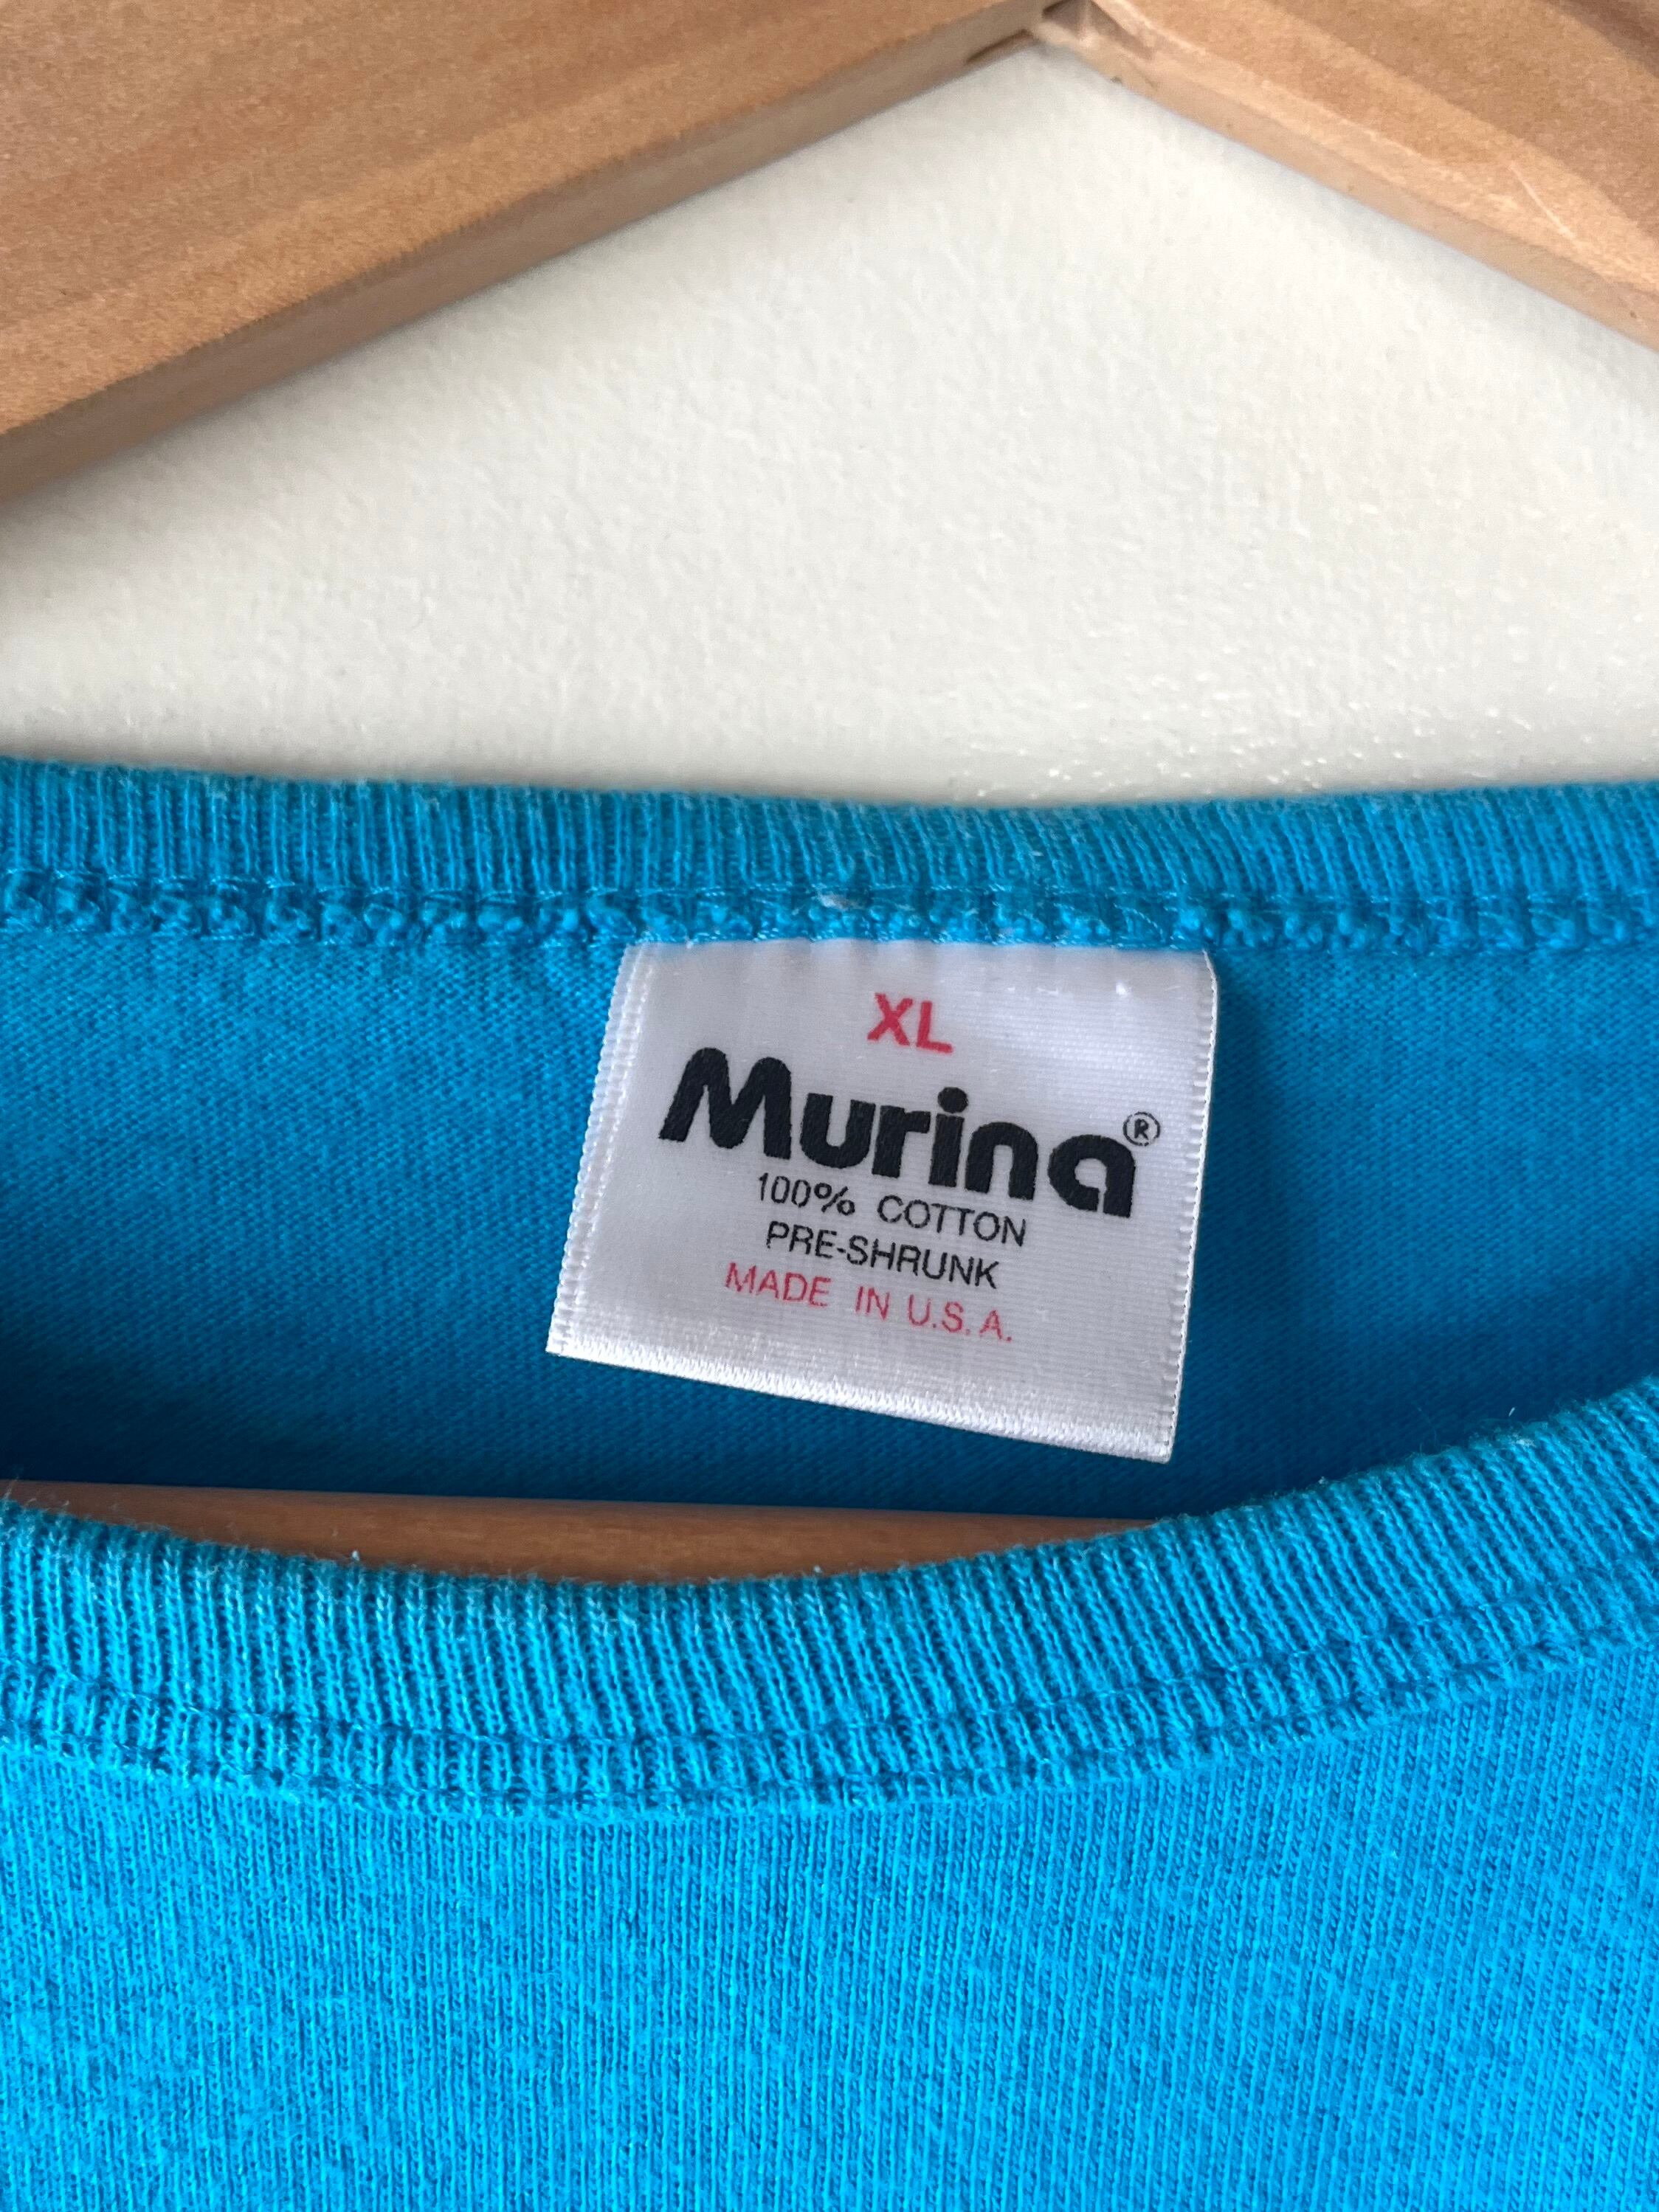 XL
Murina®
100% COTTON
PRE-SHRUNK
MADE IN U.S.A.